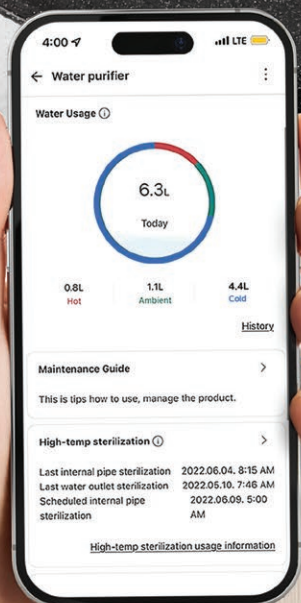 4:00
LTE
Water purifier
Water Usage
6.3L
Today
0.8L 1.1L 4.4L
Hot Ambient Cold
History
Maintenance Guide
This is tips how to use, manage the product.
High-temp sterilization
Last internal pipe sterilization 2022.06.04. 8:15 AM
Last water outlet sterilization 2022.05.10. 7:46 AM
Scheduled internal pipe 2022.06.09. 5:00
sterilization AM
High-temp sterilization usage information